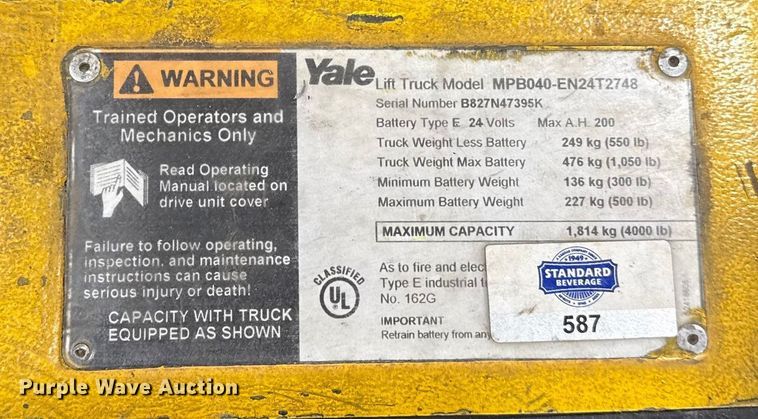 WARNING
Trained Operators and
Mechanics Only
Read Operating
Manual located on
drive unit cover
Failure to follow operating,
inspection, and maintenance
instructions can cause
serious injury or death!
CAPACITY WITH TRUCK
EQUIPPED AS SHOWN
CLASSIFIED
UL
Yale Lift Truck Model MPB040-EN24T2748
Serial Number B827N47395K
Battery Type E 24 Volts Max A.H. 200
Truck Weight Less Battery 249 kg (550 lb)
Truck Weight Max Battery 476 kg (1,050 lb)
Minimum Battery Weight 136 kg (300 lb)
Maximum Battery Weight 227 kg (500 lb)
MAXIMUM CAPACITY 1,814 kg (4000 lb)
As to fire and elec
Type E industrial t
No. 162G
IMPORTANT
Retrain battery from any
1949
STANDARD
BEVERAGE
587
Purple Wave Auction